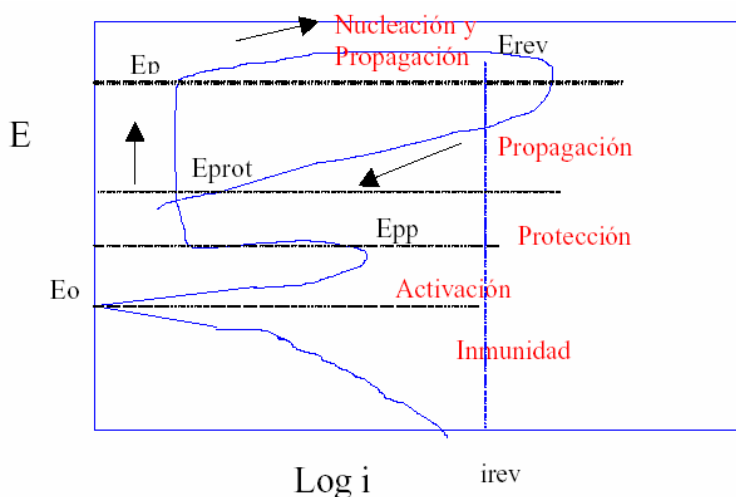 Nucleación y
Ep
Propagación
Erev
E
Propagación
Eprot
Epp
Protección
Eo
Activación
Inmunidad
Log i
irev